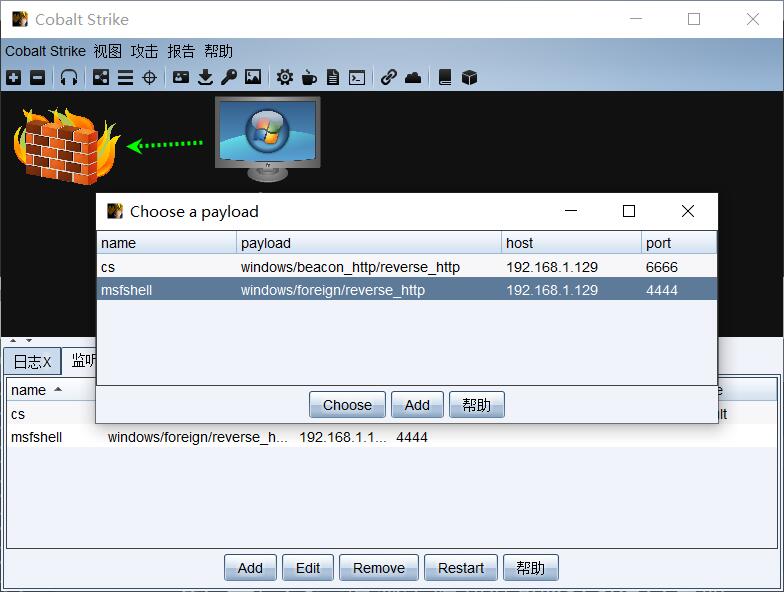 Cobalt Strike
Cobalt Strike 视图 攻击 报告 帮助
Choose a payload
name payload host port
cs windows/beacon_http/reverse_http 192.168.1.129 6666
msfshell windows/foreign/reverse_http 192.168.1.129 4444
Choose Add 帮助
日志X 监听
name
cs
msfshell windows/foreign/reverse_h... 192.168.1.1... 4444
Add Edit Remove Restart 帮助